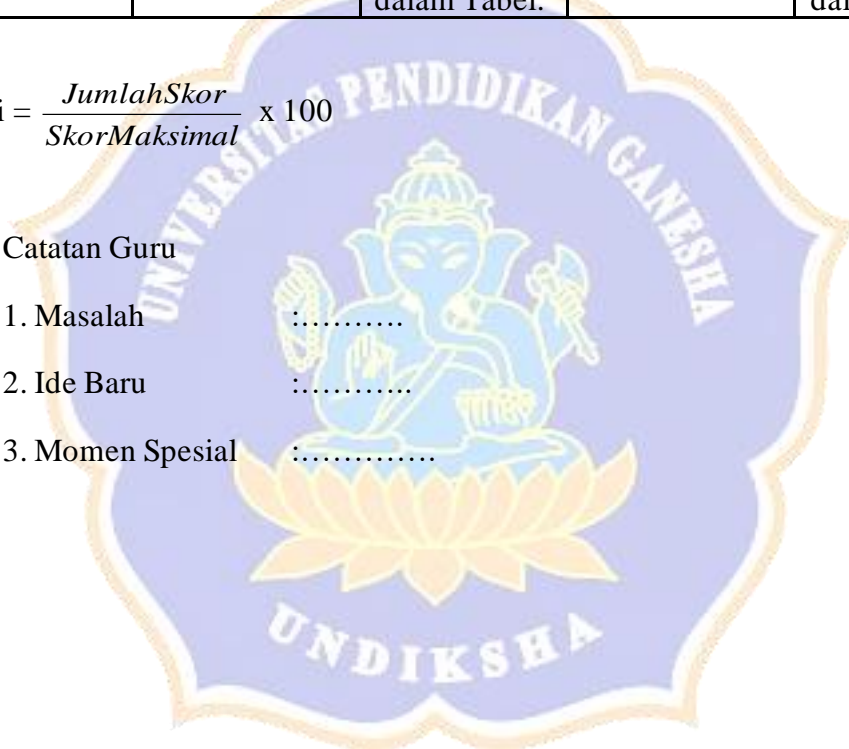 dalam Tabel.
i = JumlahSkor / SkorMaksimal x 100
UNIVERSITAS PENDIDIKAN GANESHA
Catatan Guru
1. Masalah :……….
2. Ide Baru :………..
3. Momen Spesial :………….
UNDIKSHA